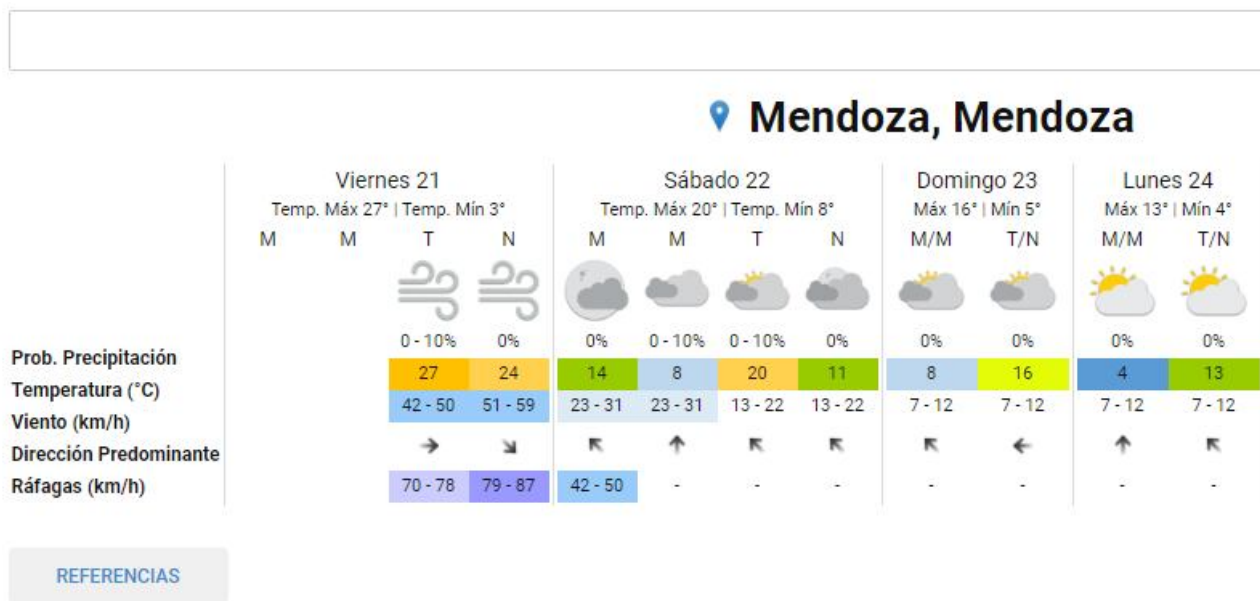 Mendoza, Mendoza
Viernes 21 Sábado 22 Domingo 23 Lunes 24
Temp. Máx 27° | Temp. Mín 3° Temp. Máx 20° | Temp. Mín 8° Máx 16° | Mín 5° Máx 13° | Mín 4°
M M T N M M T N M/M T/N M/M T/N
0 - 10% 0% 0% 0 - 10% 0 - 10% 0% 0% 0% 0% 0%
Prob. Precipitación
27 24 14 8 20 11 8 16 4 13
Temperatura (°C)
42 - 50 51 - 59 23 - 31 23 - 31 13 - 22 13 - 22 7 - 12 7 - 12 7 - 12 7 - 12
Viento (km/h)
Dirección Predominante
Ráfagas (km/h) 70 - 78 79 - 87 42 - 50 - - - - - - -
REFERENCIAS